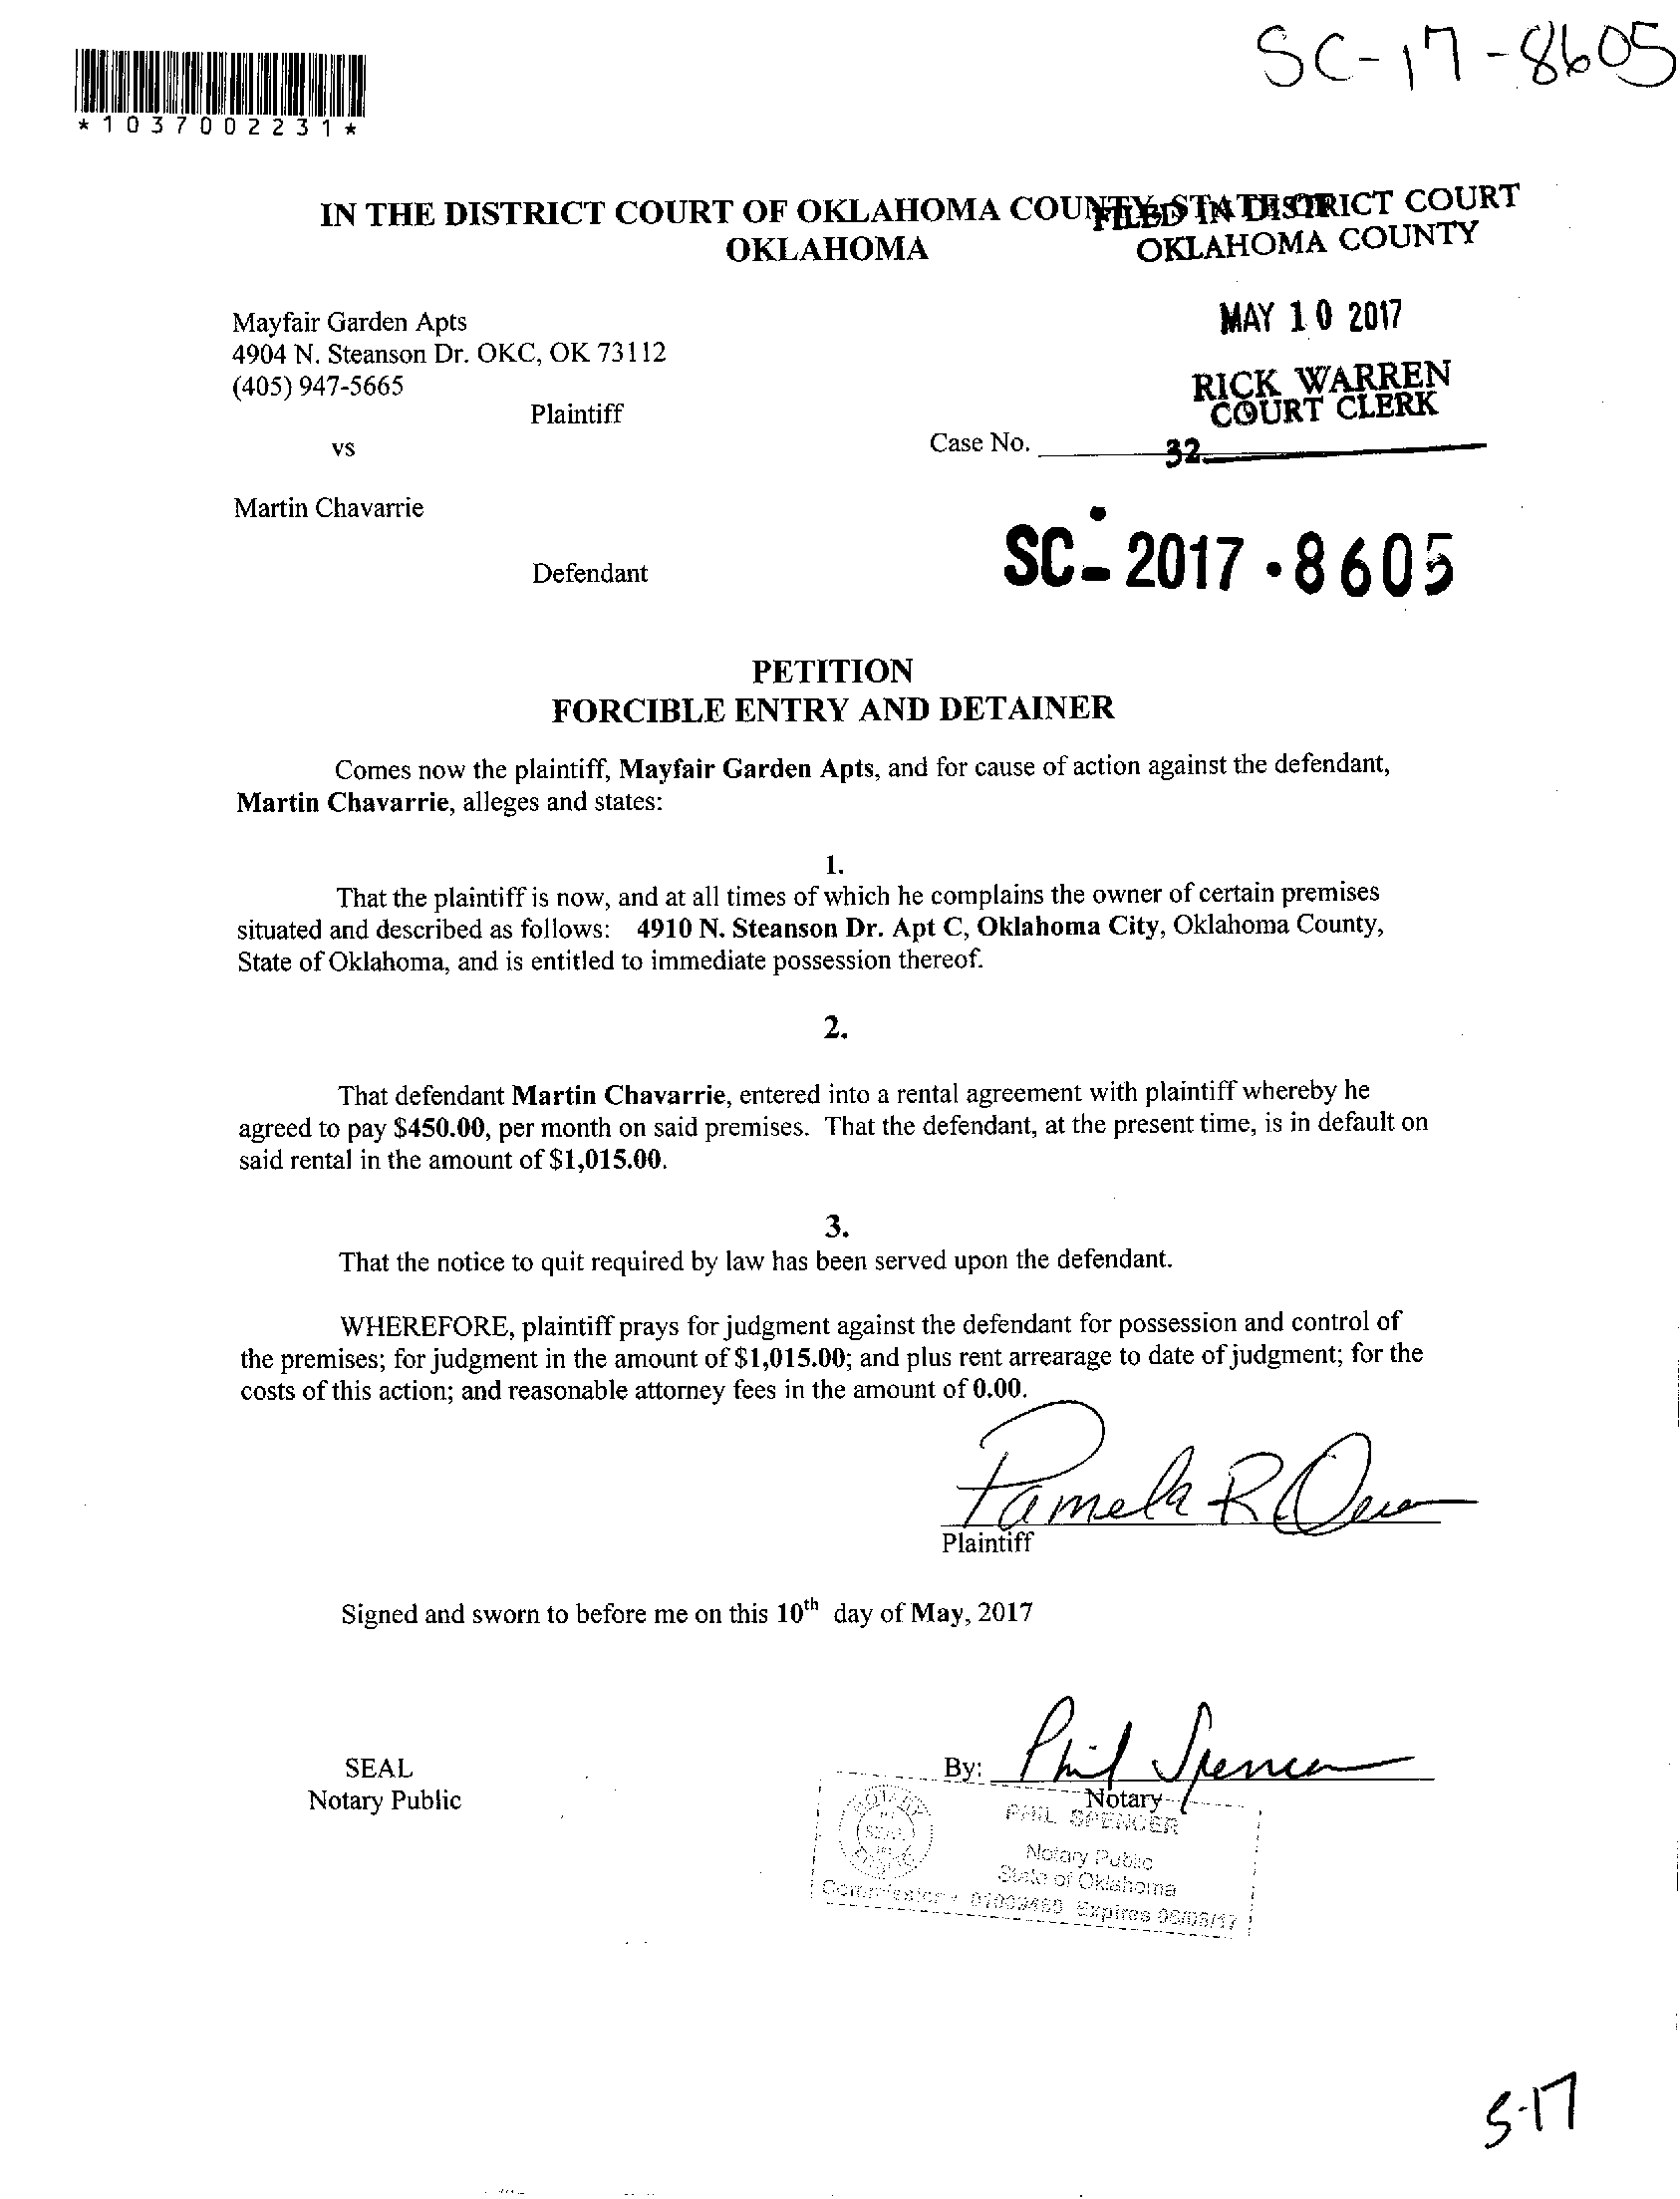 SC-17-8605
*1037002231*
IN THE DISTRICT COURT OF OKLAHOMA COUNTY, STATE OF
OKLAHOMA
FILED IN DISTRICT COURT
OKLAHOMA COUNTY
MAY 10 2017
RICK WARREN
COURT CLERK
32
Mayfair Garden Apts
4904 N. Steanson Dr. OKC, OK 73112
(405) 947-5665
Plaintiff
vs
Case No.
Martin Chavarrie
SC-2017-8605
Defendant
PETITION
FORCIBLE ENTRY AND DETAINER
Comes now the plaintiff, Mayfair Garden Apts, and for cause of action against the defendant,
Martin Chavarrie, alleges and states:
1.
That the plaintiff is now, and at all times of which he complains the owner of certain premises
situated and described as follows: 4910 N. Steanson Dr. Apt C, Oklahoma City, Oklahoma County,
State of Oklahoma, and is entitled to immediate possession thereof.
2.
That defendant Martin Chavarrie, entered into a rental agreement with plaintiff whereby he
agreed to pay $450.00, per month on said premises. That the defendant, at the present time, is in default on
said rental in the amount of $1,015.00.
3.
That the notice to quit required by law has been served upon the defendant.
WHEREFORE, plaintiff prays for judgment against the defendant for possession and control of
the premises; for judgment in the amount of $1,015.00; and plus rent arrearage to date of judgment; for the
costs of this action; and reasonable attorney fees in the amount of 0.00.
Pamela R
Plaintiff
Signed and sworn to before me on this 10th day of May, 2017
SEAL
Notary Public
By: Phil Spencer
Notary
PHIL SPENCER
Notary Public
State of Oklahoma
Expires
5-17